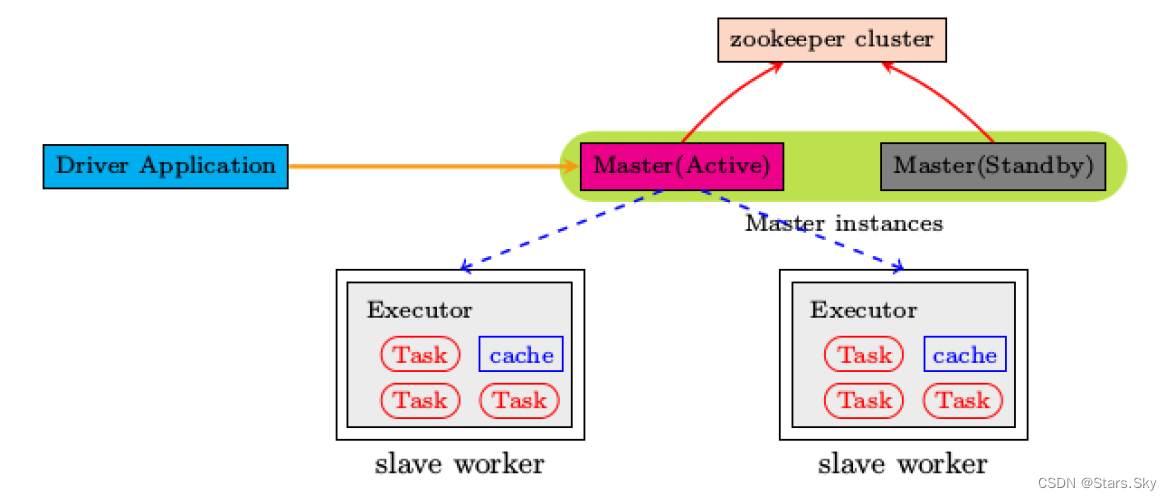 zookeeper cluster
Driver Application
Master(Active)
Master(Standby)
Master instances
Executor
Task
cache
Task
Task
slave worker
Executor
Task
cache
Task
Task
slave worker
CSDN @Stars.Sky